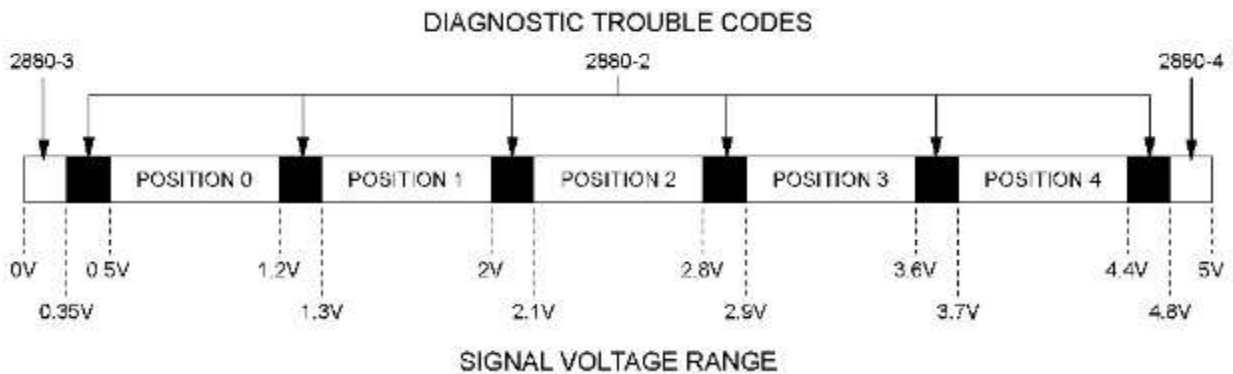 DIAGNOSTIC TROUBLE CODES
2880-3 2880-2 2880-4
POSITION 0 POSITION 1 POSITION 2 POSITION 3 POSITION 4
0V 0.5V 1.2V 2V 2.8V 3.6V 4.4V 5V
0.35V 1.3V 2.1V 2.9V 3.7V 4.8V
SIGNAL VOLTAGE RANGE